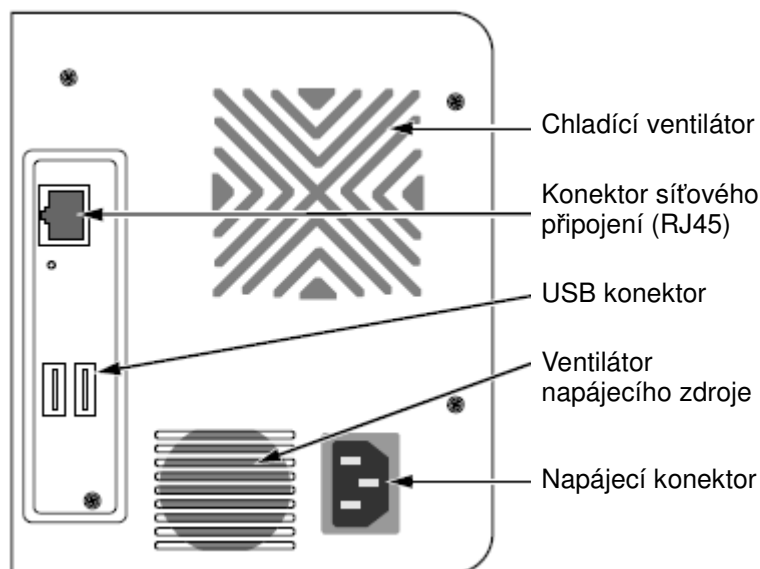 Chladící ventilátor
Konektor síťového
připojení (RJ45)
USB konektor
Ventilátor
napájecího zdroje
Napájecí konektor